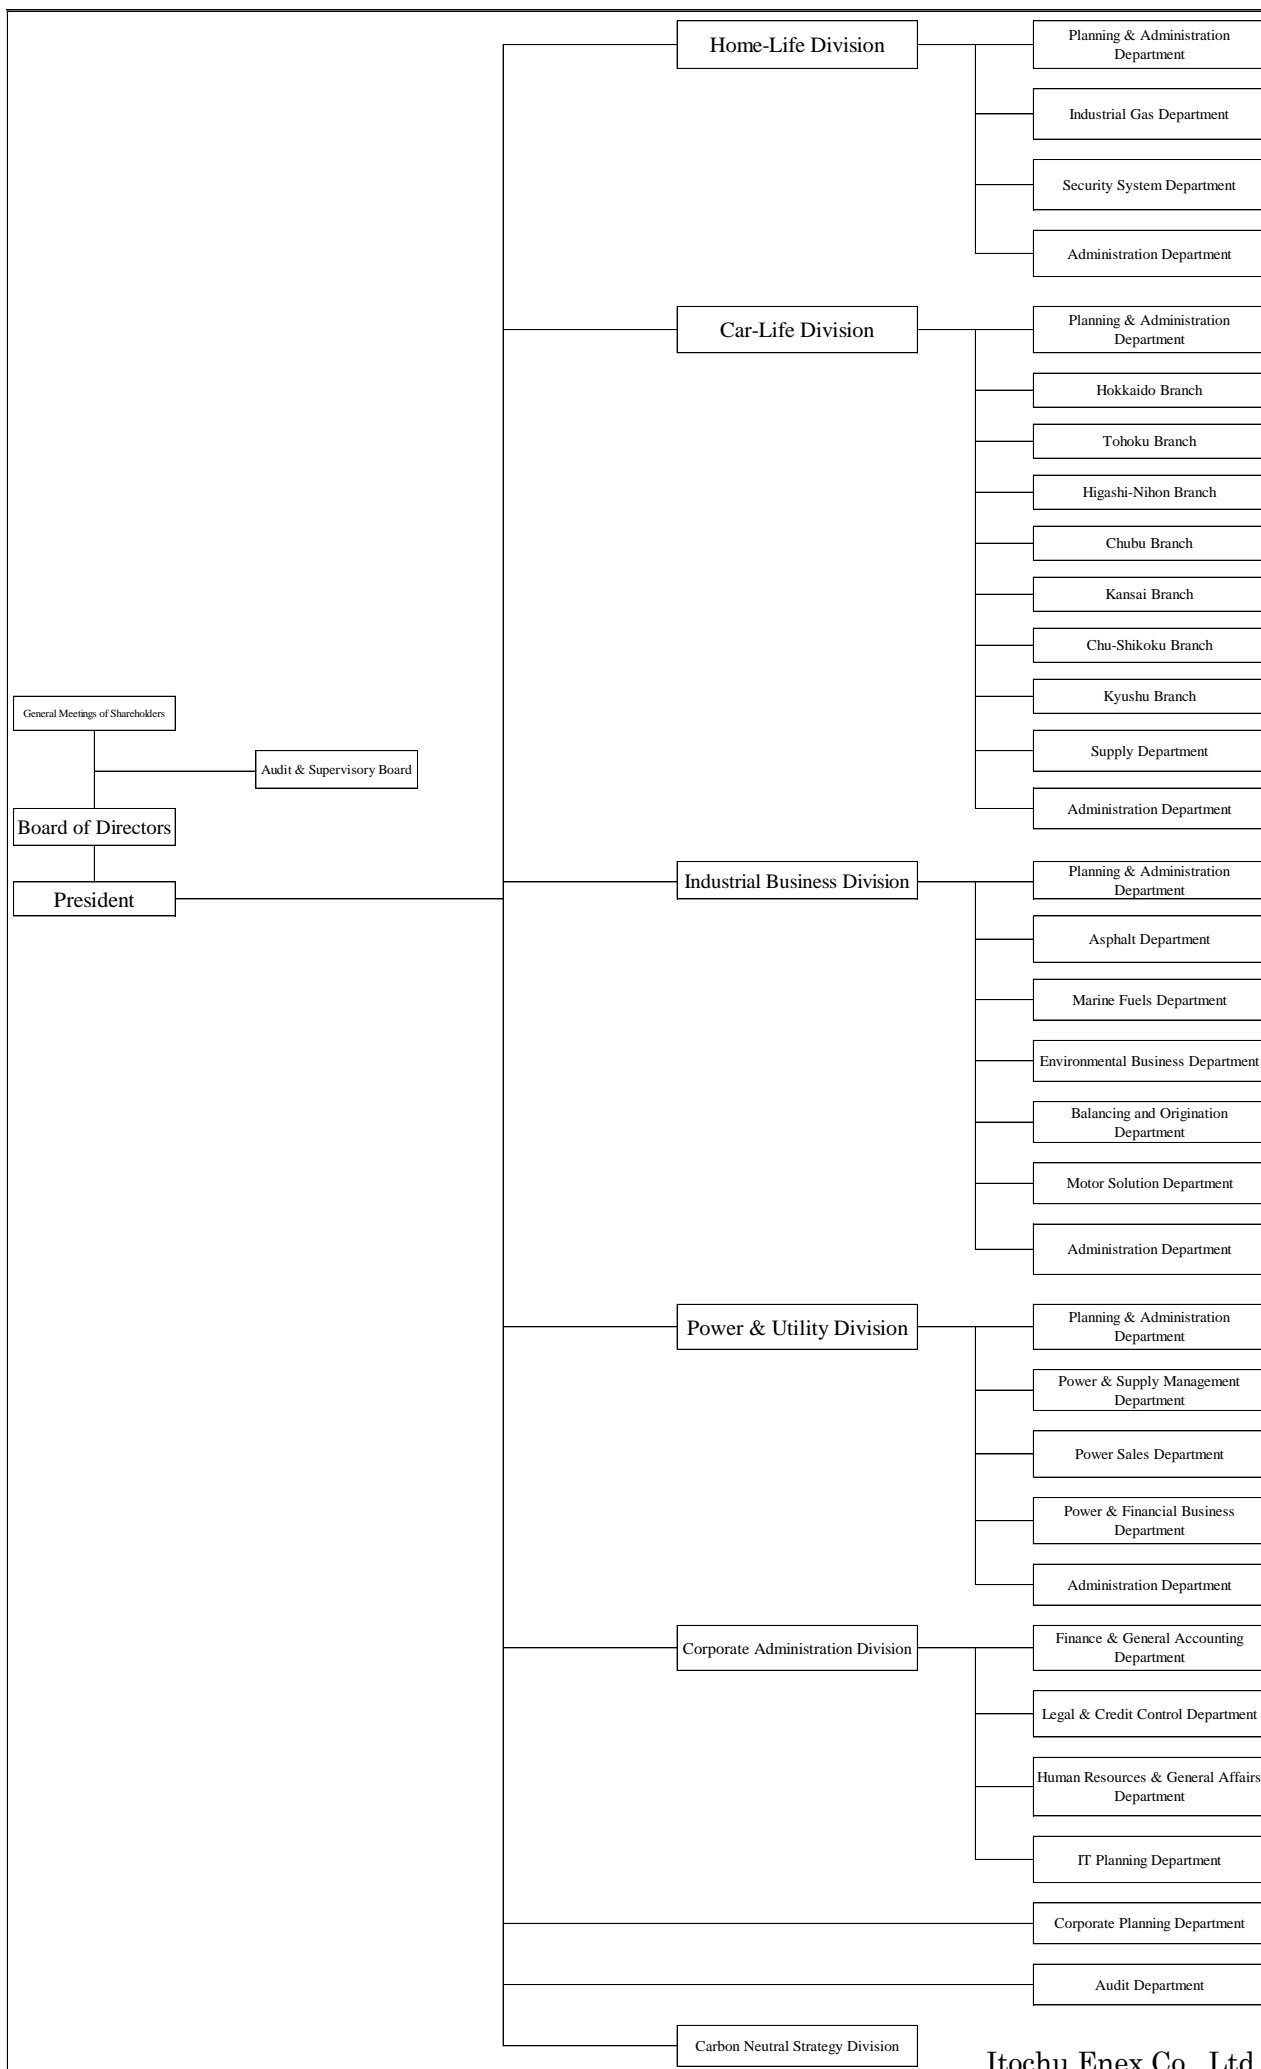 Home-Life Division
Planning & Administration
Department
Industrial Gas Department
Security System Department
Administration Department
Car-Life Division
Planning & Administration
Department
Hokkaido Branch
Tohoku Branch
Higashi-Nihon Branch
Chubu Branch
Kansai Branch
Chu-Shikoku Branch
Kyushu Branch
General Meetings of Shareholders
Supply Department
Audit & Supervisory Board
Administration Department
Board of Directors
Industrial Business Division
Planning & Administration
Department
President
Asphalt Department
Marine Fuels Department
Environmental Business Department
Balancing and Origination
Department
Motor Solution Department
Administration Department
Power & Utility Division
Planning & Administration
Department
Power & Supply Management
Department
Power Sales Department
Power & Financial Business
Department
Administration Department
Corporate Administration Division
Finance & General Accounting
Department
Legal & Credit Control Department
Human Resources & General Affairs
Department
IT Planning Department
Corporate Planning Department
Audit Department
Carbon Neutral Strategy Division
Itochu Enex Co., Ltd